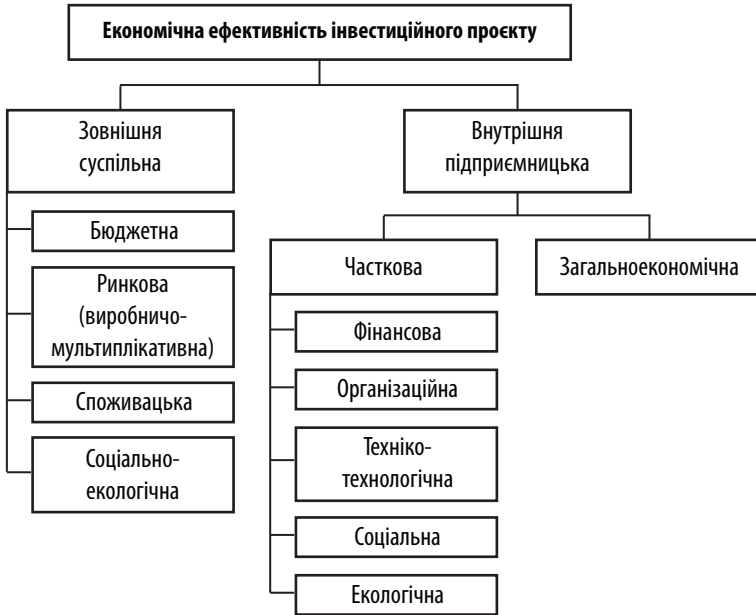 Економічна ефективність інвестиційного проєкту
Зовнішня
суспільна
Бюджетна
Ринкова
(виробничо-
мультиплікативна)
Споживацька
Соціально-
екологічна
Внутрішня
підприємницька
Часткова
Фінансова
Організаційна
Техніко-
технологічна
Соціальна
Екологічна
Загальноекономічна